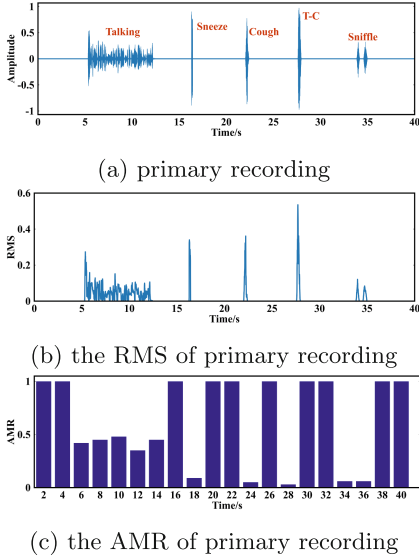 1
0.5
0
-0.5
-1
Amplitude
Talking
Sneeze
Cough
T-C
Sniffle
0 5 10 15 20 25 30 35 40
Time/s
(a) primary recording
0.6
0.4
0.2
0
RMS
0 5 10 15 20 25 30 35 40
Time/s
(b) the RMS of primary recording
1
0.5
0
AMR
2 4 6 8 10 12 14 16 18 20 22 24 26 28 30 32 34 36 38 40
Time/s
(c) the AMR of primary recording